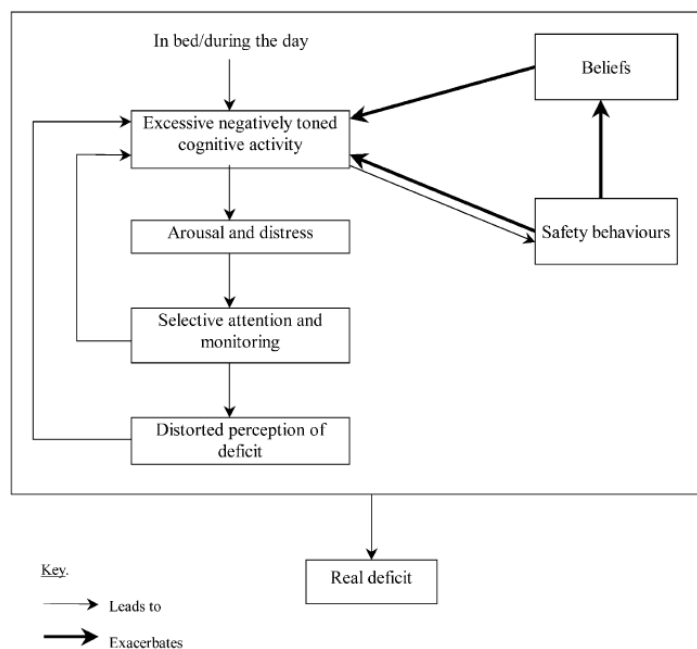 In bed/during the day
Beliefs
Excessive negatively toned
cognitive activity
Arousal and distress
Safety behaviours
Selective attention and
monitoring
Distorted perception of
deficit
Real deficit
Key.
Leads to
Exacerbates